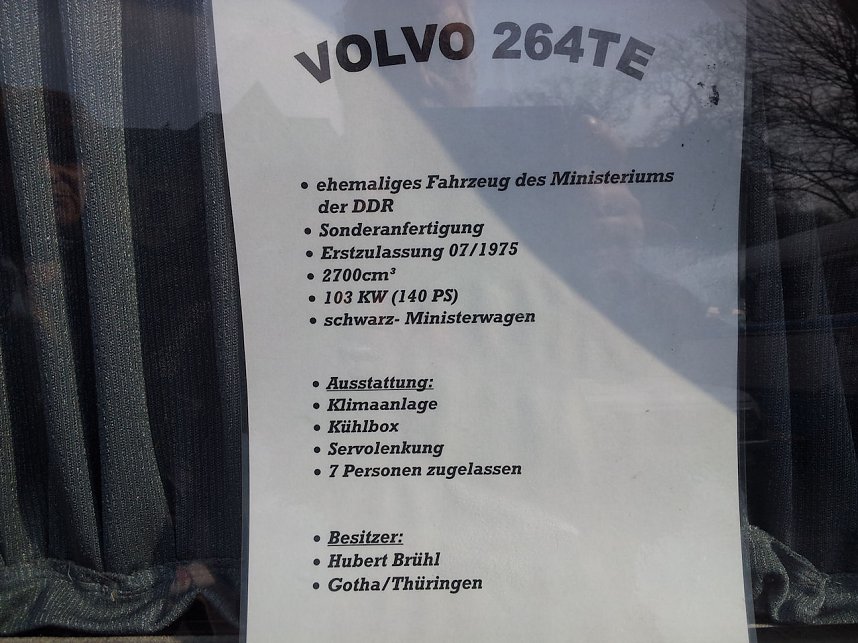 VOLVO 264TE
• ehemaliges Fahrzeug des Ministeriums
der DDR
• Sonderanfertigung
• Erstzulassung 07/1975
• 2700cm³
• 103 KW (140 PS)
• schwarz- Ministerwagen
• Ausstattung:
• Klimaanlage
• Kühlbox
• Servolenkung
• 7 Personen zugelassen
• Besitzer:
• Hubert Brühl
• Gotha/Thüringen